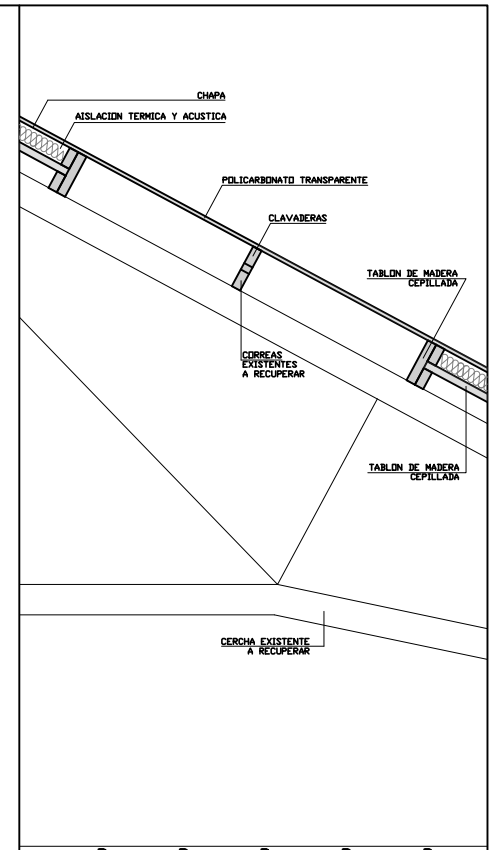 CHAPA
AISLACION TERMICA Y ACUSTICA
POLICARBONATO TRANSPARENTE
CLAVADERAS
TABLON DE MADERA
CEPILLADA
CORREAS
EXISTENTES
A RECUPERAR
TABLON DE MADERA
CEPILLADA
CERCHA EXISTENTE
A RECUPERAR